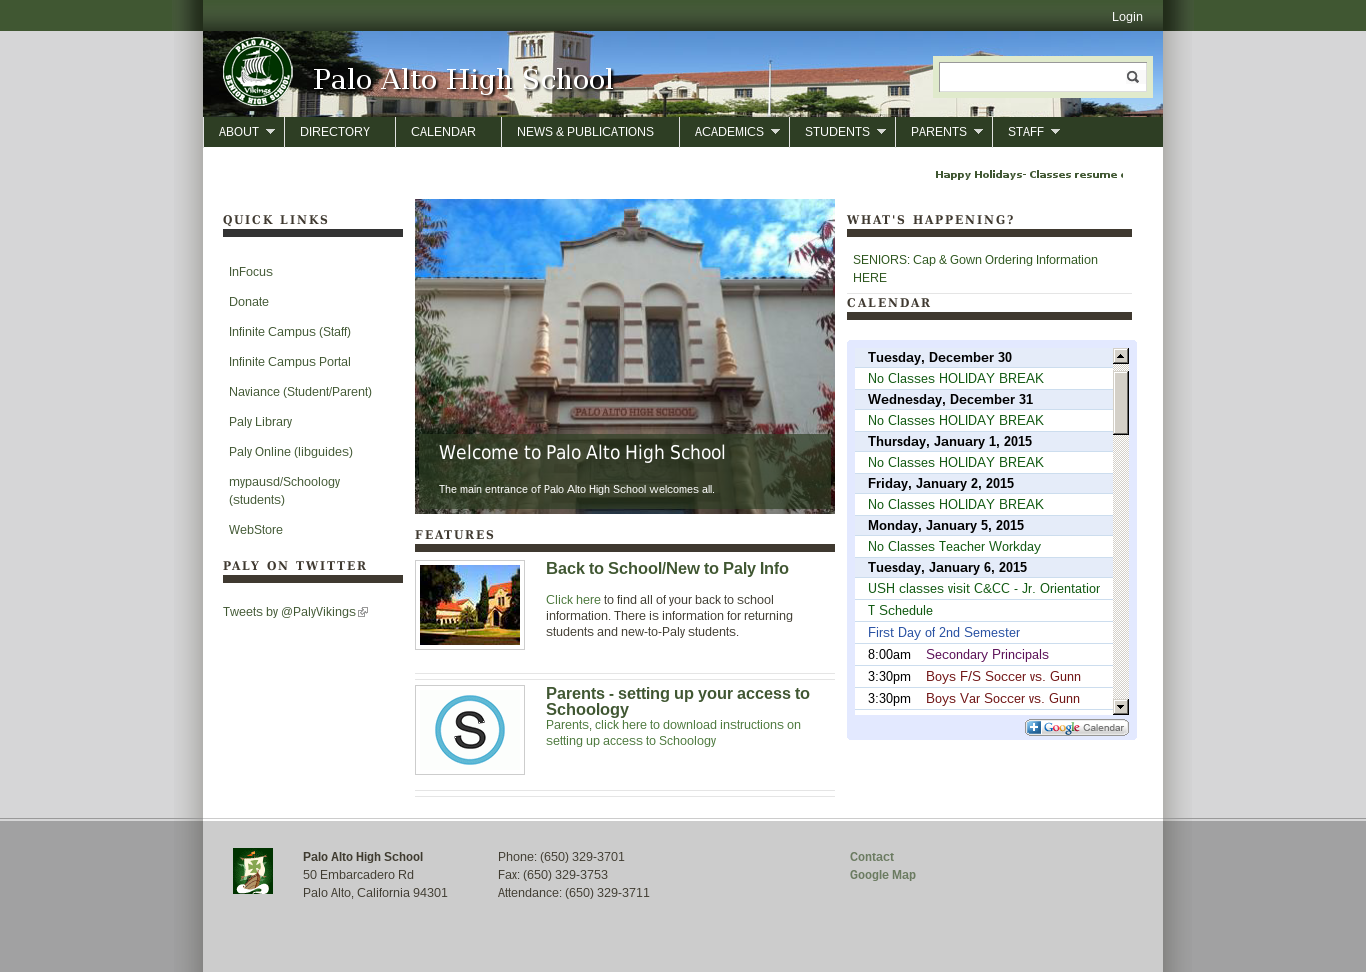 Login
PALO ALTO
Vikings
SENIOR HIGH SCHOOL
Palo Alto High School
ABOUT
DIRECTORY
CALENDAR
NEWS & PUBLICATIONS
ACADEMICS
STUDENTS
PARENTS
STAFF
Happy Holidays- Classes resume
QUICK LINKS
InFocus
Donate
Infinite Campus (Staff)
Infinite Campus Portal
Naviance (Student/Parent)
Paly Library
Paly Online (libguides)
mypausd/Schoology
(students)
WebStore
PALY ON TWITTER
Tweets by @PalyVikings
PALO ALTO HIGH SCHOOL
Welcome to Palo Alto High School
The main entrance of Palo Alto High School welcomes all.
FEATURES
Back to School/New to Paly Info
Click here to find all of your back to school
information. There is information for returning
students and new-to-Paly students.
S
Parents - setting up your access to
Schoology
Parents, click here to download instructions on
setting up access to Schoology
WHAT'S HAPPENING?
SENIORS: Cap & Gown Ordering Information
HERE
CALENDAR
Tuesday, December 30
No Classes HOLIDAY BREAK
Wednesday, December 31
No Classes HOLIDAY BREAK
Thursday, January 1, 2015
No Classes HOLIDAY BREAK
Friday, January 2, 2015
No Classes HOLIDAY BREAK
Monday, January 5, 2015
No Classes Teacher Workday
Tuesday, January 6, 2015
USH classes visit C&CC - Jr. Orientatior
T Schedule
First Day of 2nd Semester
8:00am Secondary Principals
3:30pm Boys F/S Soccer vs. Gunn
3:30pm Boys Var Soccer vs. Gunn
Google Calendar
Palo Alto High School
50 Embarcadero Rd
Palo Alto, California 94301
Phone: (650) 329-3701
Fax: (650) 329-3753
Attendance: (650) 329-3711
Contact
Google Map